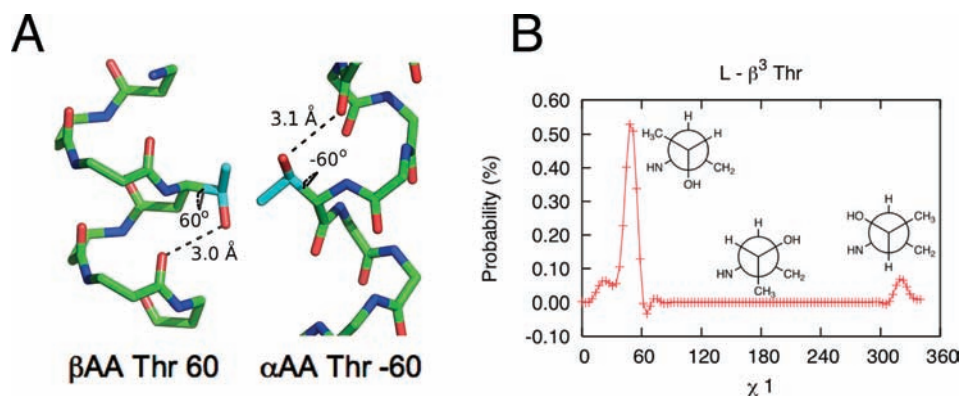 A
3.1 Å
-60°
60°
3.0 Å
βAA Thr 60
αAA Thr -60
B
L - β³ Thr
Probability (%)
0.60
0.50
0.40
0.30
0.20
0.10
0.00
-0.10
0 60 120 180 240 300 360
χ 1
H
H₃C H
HN CH₂
OH
H
H OH
HN CH₂
CH₃
H
HO CH₃
HN CH₂
H